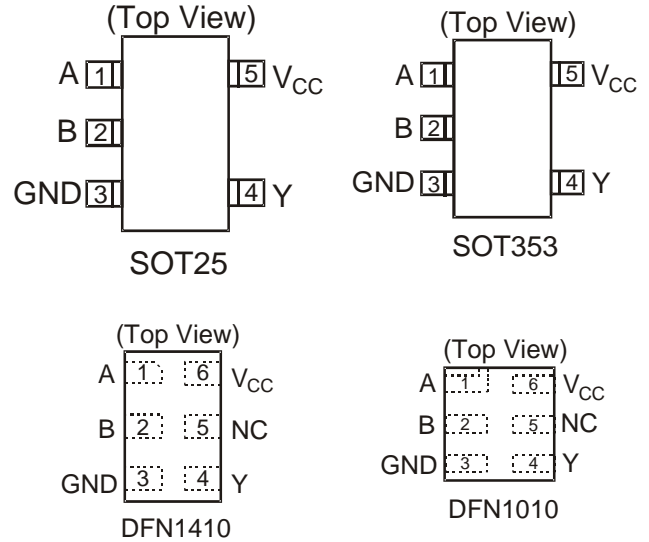 (Top View)
A 1 5 VCC
B 2
GND 3 4 Y
SOT25
(Top View)
A 1 5 VCC
B 2
GND 3 4 Y
SOT353
(Top View)
A 1 6 VCC
B 2 5 NC
GND 3 4 Y
DFN1410
(Top View)
A 1 6 VCC
B 2 5 NC
GND 3 4 Y
DFN1010